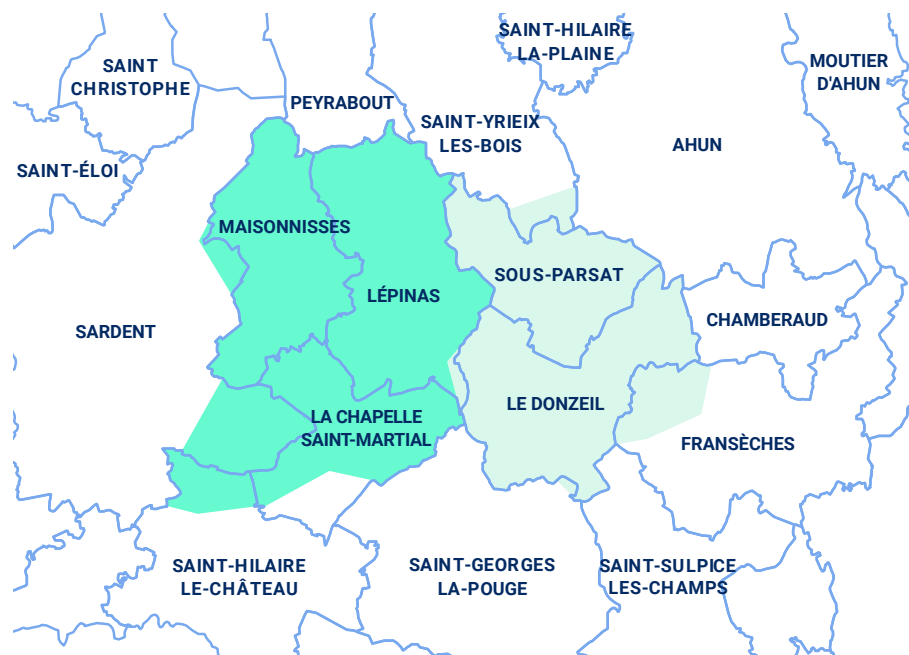 SAINT-HILAIRE
LA-PLAINE
SAINT
CHRISTOPHE
MOUTIER
D'AHUN
PEYRABOUT
SAINT-YRIEIX
LES-BOIS
AHUN
SAINT-ÉLOI
MAISONNISSES
SOUS-PARSAT
LÉPINAS
CHAMBERAUD
SARDENT
LE DONZEIL
LA CHAPELLE
SAINT-MARTIAL
FRANSÈCHES
SAINT-HILAIRE
LE-CHÂTEAU
SAINT-GEORGES
LA-POUGE
SAINT-SULPICE
LES-CHAMPS